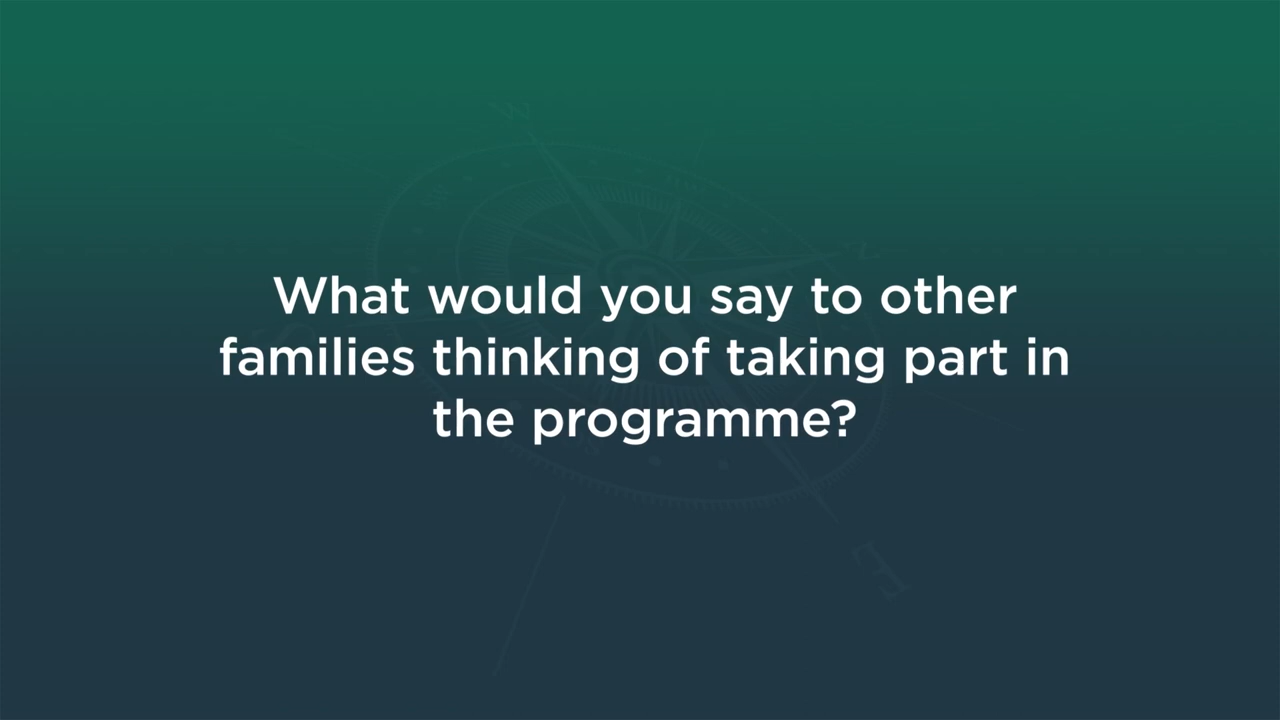 What would you say to other
families thinking of taking part in
the programme?
W
N
E